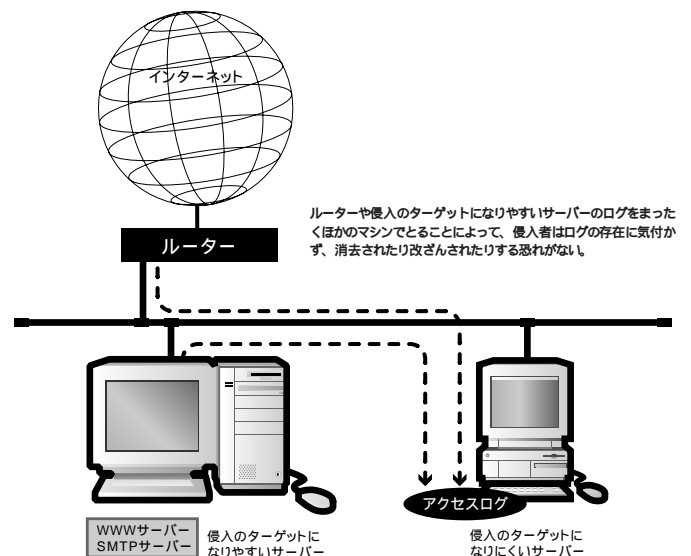 インターネット
ルーターや侵入のターゲットになりやすいサーバーのログをまった
くほかのマシンでとることによって、侵入者はログの存在に気付か
ず、消去されたり改ざんされたりする恐れがない。
ルーター
アクセスログ
WWWサーバー
SMTPサーバー
侵入のターゲットに
なりやすいサーバー
侵入のターゲットに
なりにくいサーバー